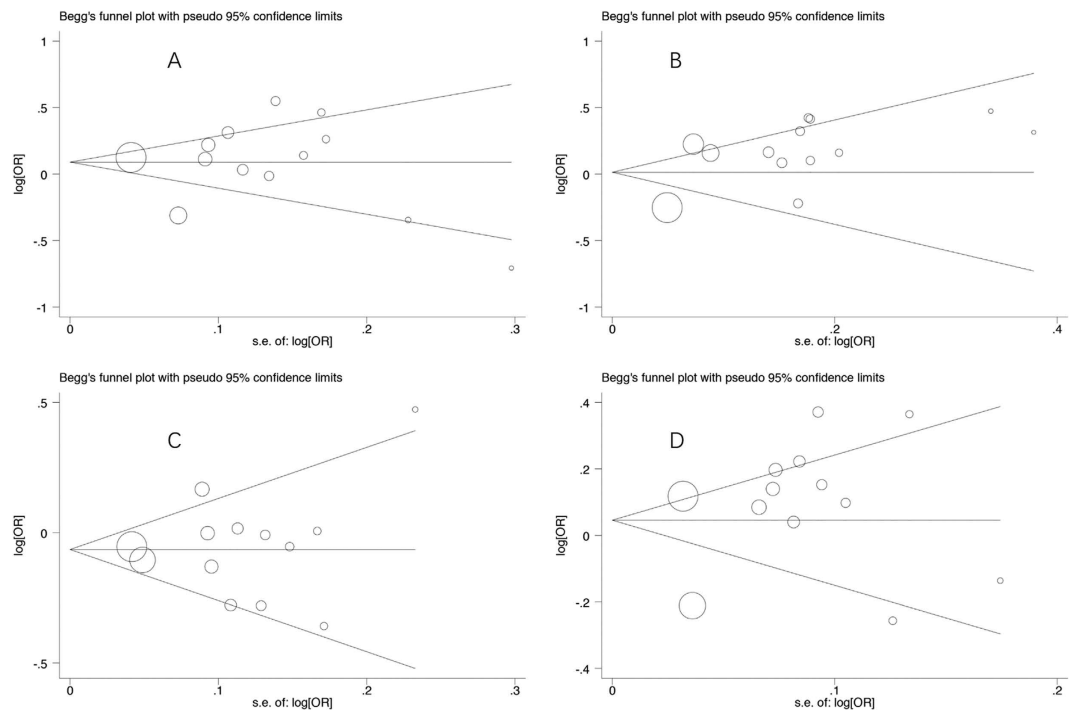 Begg's funnel plot with pseudo 95% confidence limits
A
1
.5
0
-.5
-1
log[OR]
0
.1
.2
.3
s.e. of: log[OR]
Begg's funnel plot with pseudo 95% confidence limits
B
1
.5
0
-.5
-1
log[OR]
0
.2
.4
s.e. of: log[OR]
Begg's funnel plot with pseudo 95% confidence limits
C
.5
0
-.5
log[OR]
0
.1
.2
.3
s.e. of: log[OR]
Begg's funnel plot with pseudo 95% confidence limits
D
.4
.2
0
-.2
-.4
log[OR]
0
.1
.2
s.e. of: log[OR]